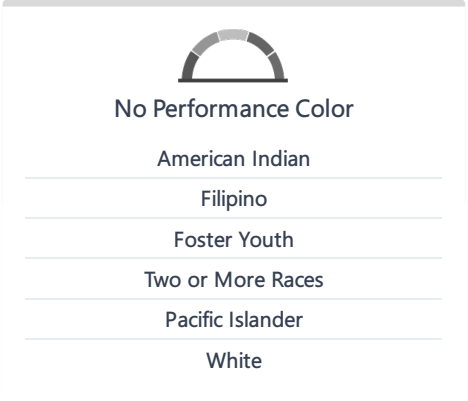 No Performance Color
American Indian
Filipino
Foster Youth
Two or More Races
Pacific Islander
White